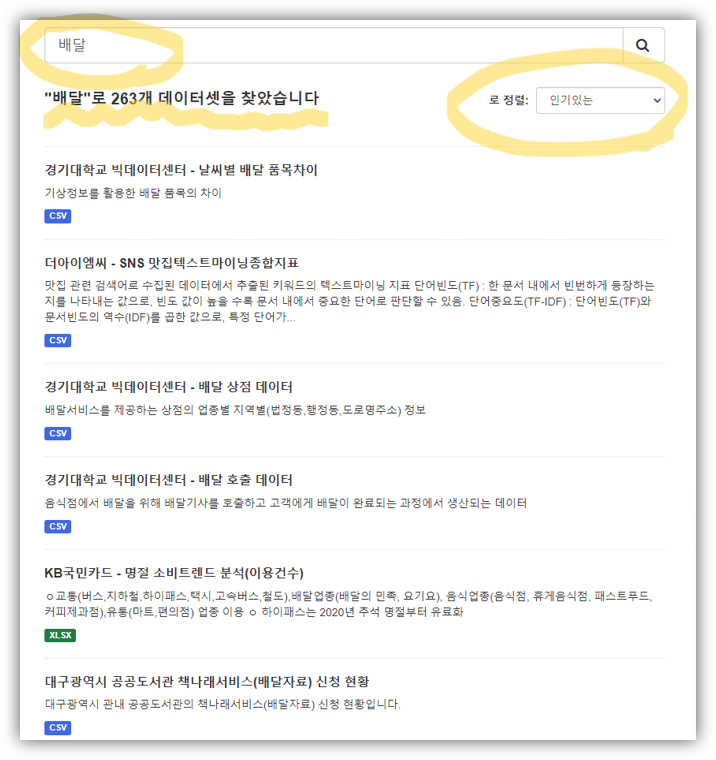 배달
"배달"로 263개 데이터셋을 찾았습니다
로 정렬: 인기있는
경기대학교 빅데이터센터 - 날씨별 배달 품목차이
기상정보를 활용한 배달 품목의 차이
CSV
더아이엠씨 - SNS 맛집텍스트마이닝종합지표
맛집 관련 검색어로 수집된 데이터에서 추출된 키워드의 텍스트마이닝 지표 단어빈도(TF) : 한 문서 내에서 빈번하게 등장하는
지를 나타내는 값으로, 빈도 값이 높을 수록 문서 내에서 중요한 단어로 판단할 수 있음. 단어중요도(TF-IDF) : 단어빈도(TF)와
문서빈도의 역수(IDF)를 곱한 값으로, 특정 단어가...
CSV
경기대학교 빅데이터센터 - 배달 상점 데이터
배달서비스를 제공하는 상점의 업종별 지역별(법정동,행정동,도로명주소) 정보
CSV
경기대학교 빅데이터센터 - 배달 호출 데이터
음식점에서 배달을 위해 배달기사를 호출하고 고객에게 배달이 완료되는 과정에서 생산되는 데이터
CSV
KB국민카드 - 명절 소비트렌드 분석(이용건수)
ㅇ교통(버스,지하철,하이패스,택시,고속버스,철도),배달업종(배달의 민족, 요기요), 음식업종(음식점, 휴게음식점, 패스트푸드,
커피제과점),유통(마트,편의점) 업종 이용 ㅇ 하이패스는 2020년 추석 명절부터 유료화
XLSX
대구광역시 공공도서관 책나래서비스(배달자료) 신청 현황
대구광역시 관내 공공도서관의 책나래서비스(배달자료) 신청 현황입니다.
CSV